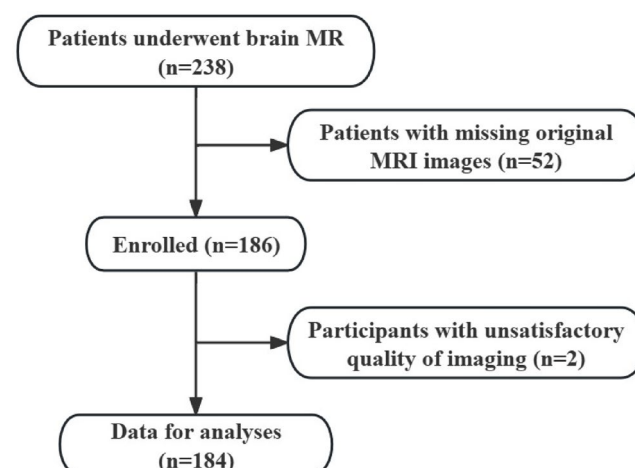 Patients underwent brain MR
(n=238)
Patients with missing original
MRI images (n=52)
Enrolled (n=186)
Participants with unsatisfactory
quality of imaging (n=2)
Data for analyses
(n=184)